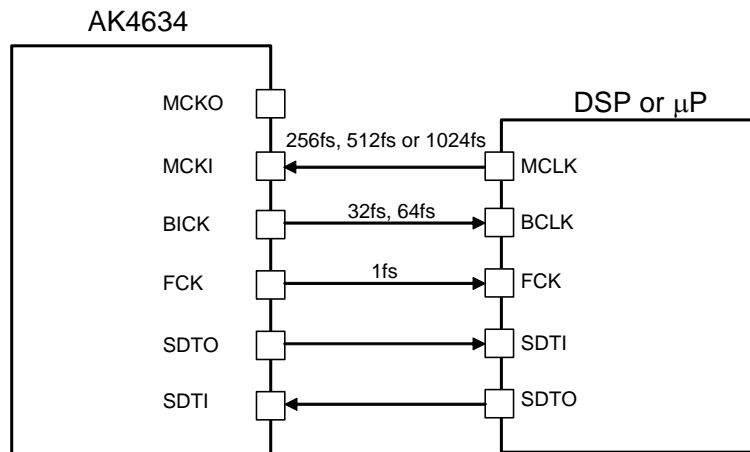 AK4634
DSP or μP
MCKO
256fs, 512fs or 1024fs
MCKI
MCLK
32fs, 64fs
BICK
BCLK
1fs
FCK
FCK
SDTO
SDTI
SDTI
SDTO